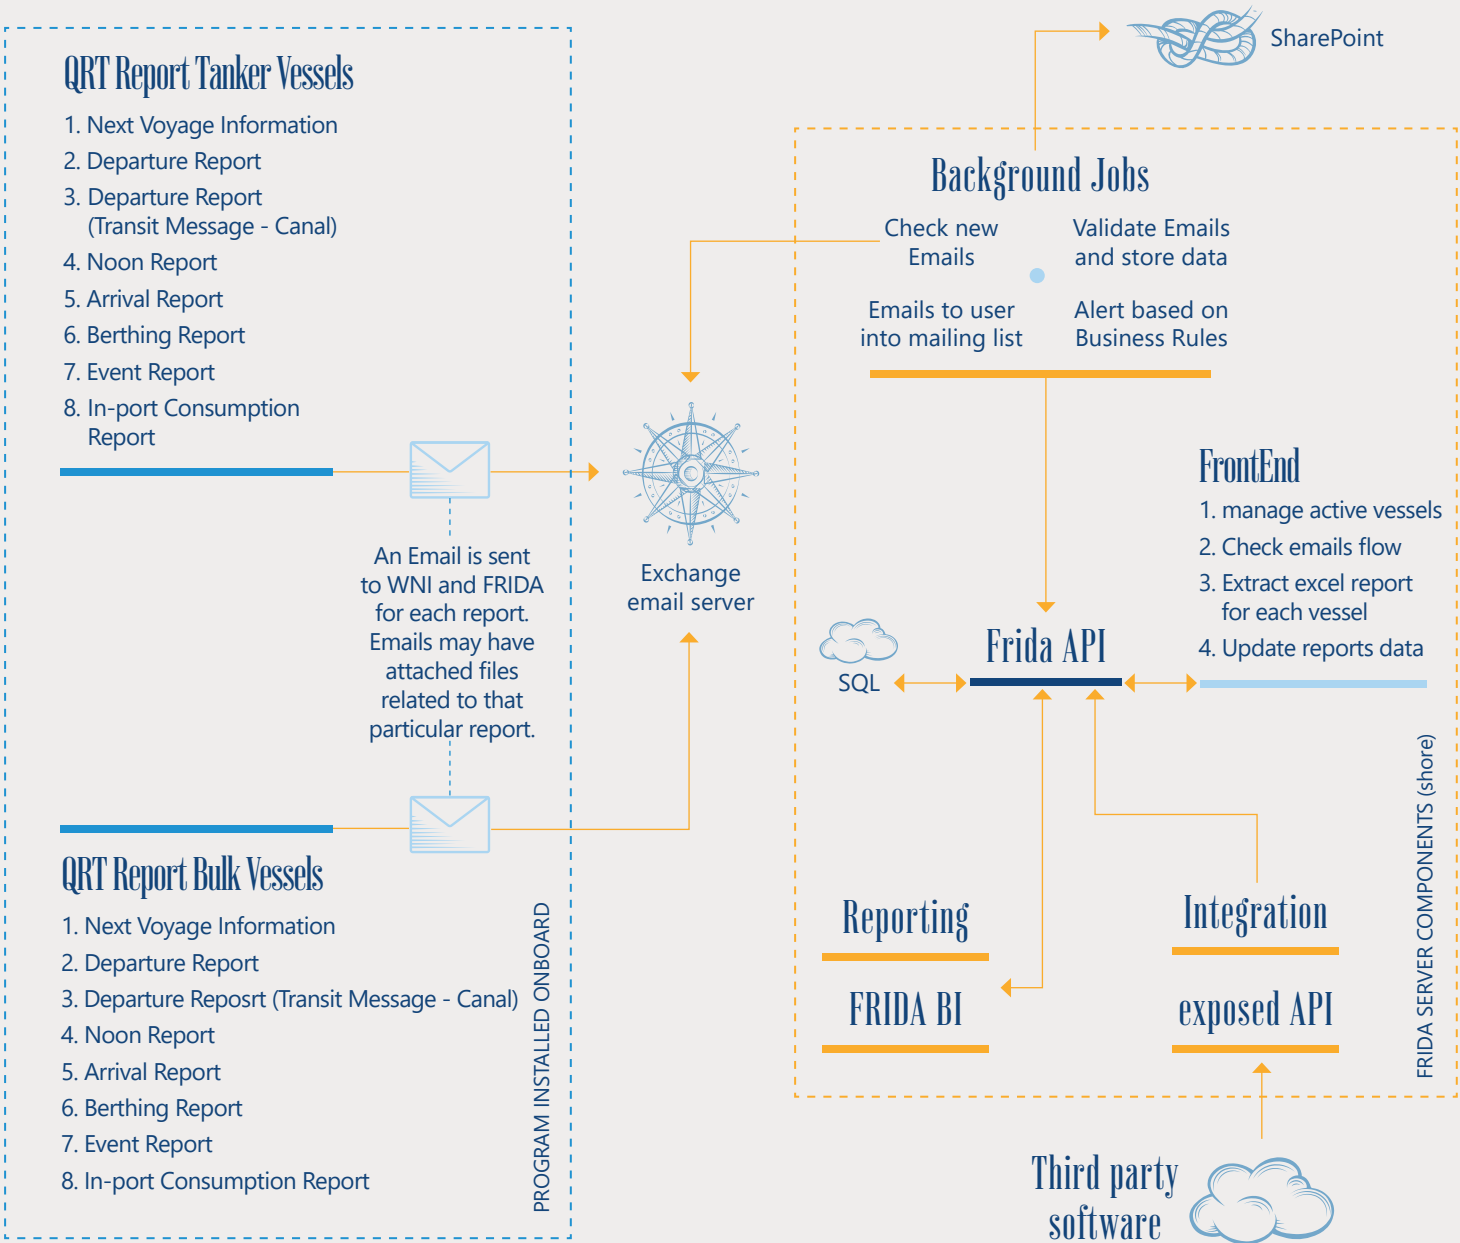 QRT Report Tanker Vessels
1. Next Voyage Information
2. Departure Report
3. Departure Report
(Transit Message - Canal)
4. Noon Report
5. Arrival Report
6. Berthing Report
7. Event Report
8. In-port Consumption
Report
An Email is sent
to WNI and FRIDA
for each report.
Emails may have
attached files
related to that
particular report.
QRT Report Bulk Vessels
1. Next Voyage Information
2. Departure Report
3. Departure Reposrt (Transit Message - Canal)
4. Noon Report
5. Arrival Report
6. Berthing Report
7. Event Report
8. In-port Consumption Report
PROGRAM INSTALLED ONBOARD
Exchange
email server
SharePoint
Background Jobs
Check new
Emails
Validate Emails
and store data
Emails to user
into mailing list
Alert based on
Business Rules
FrontEnd
1. manage active vessels
2. Check emails flow
3. Extract excel report
for each vessel
4. Update reports data
Frida API
SQL
Reporting
FRIDA BI
Integration
exposed API
FRIDA SERVER COMPONENTS (shore)
Third party
software